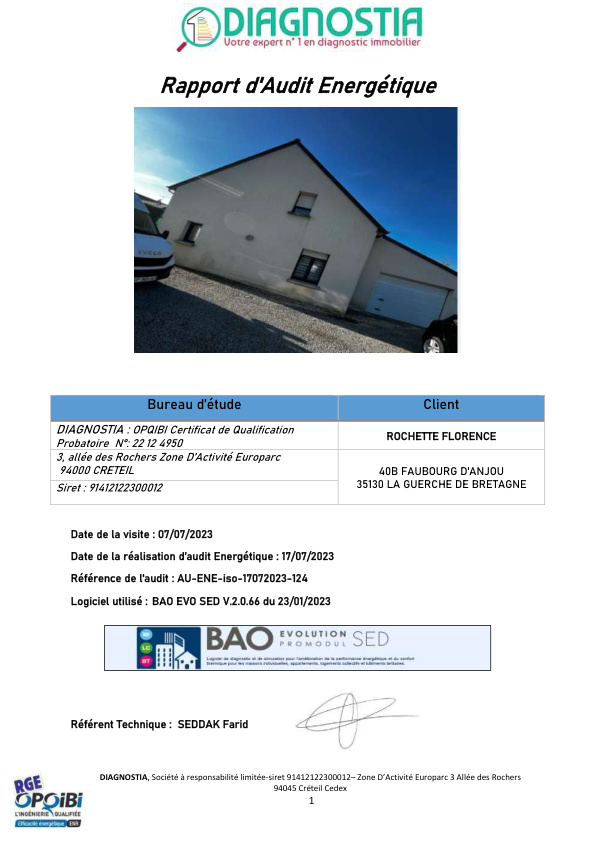 DIAGNOSTIA
Votre expert n°1 en diagnostic immobilier
Rapport d'Audit Energétique
IVECO
Bureau d'étude
Client
DIAGNOSTIA : OPQIBI Certificat de Qualification
Probatoire N°: 22 12 4950
ROCHETTE FLORENCE
3, allée des Rochers Zone D'Activité Europarc
94000 CRETEIL
Siret : 91412122300012
40B FAUBOURG D'ANJOU
35130 LA GUERCHE DE BRETAGNE
Date de la visite : 07/07/2023
Date de la réalisation d'audit Energétique : 17/07/2023
Référence de l'audit : AU-ENE-iso-17072023-124
Logiciel utilisé : BAO EVO SED V.2.0.66 du 23/01/2023
LC
BT
BAO EVOLUTION SED
PROMODUL
Logiciel de diagnostic et de simulation pour l'amélioration de la performance énergétique et du confort
thermique pour les maisons individuelles, appartements, logements collectifs et bâtiments tertiaires.
Référent Technique : SEDDAK Farid
DIAGNOSTIA, Société à responsabilité limitée-siret 91412122300012– Zone D'Activité Europarc 3 Allée des Rochers
94045 Créteil Cedex
1
RGE
OPQiBi
L'INGÉNIERIE QUALIFIÉE
Efficacité énergétique ENR